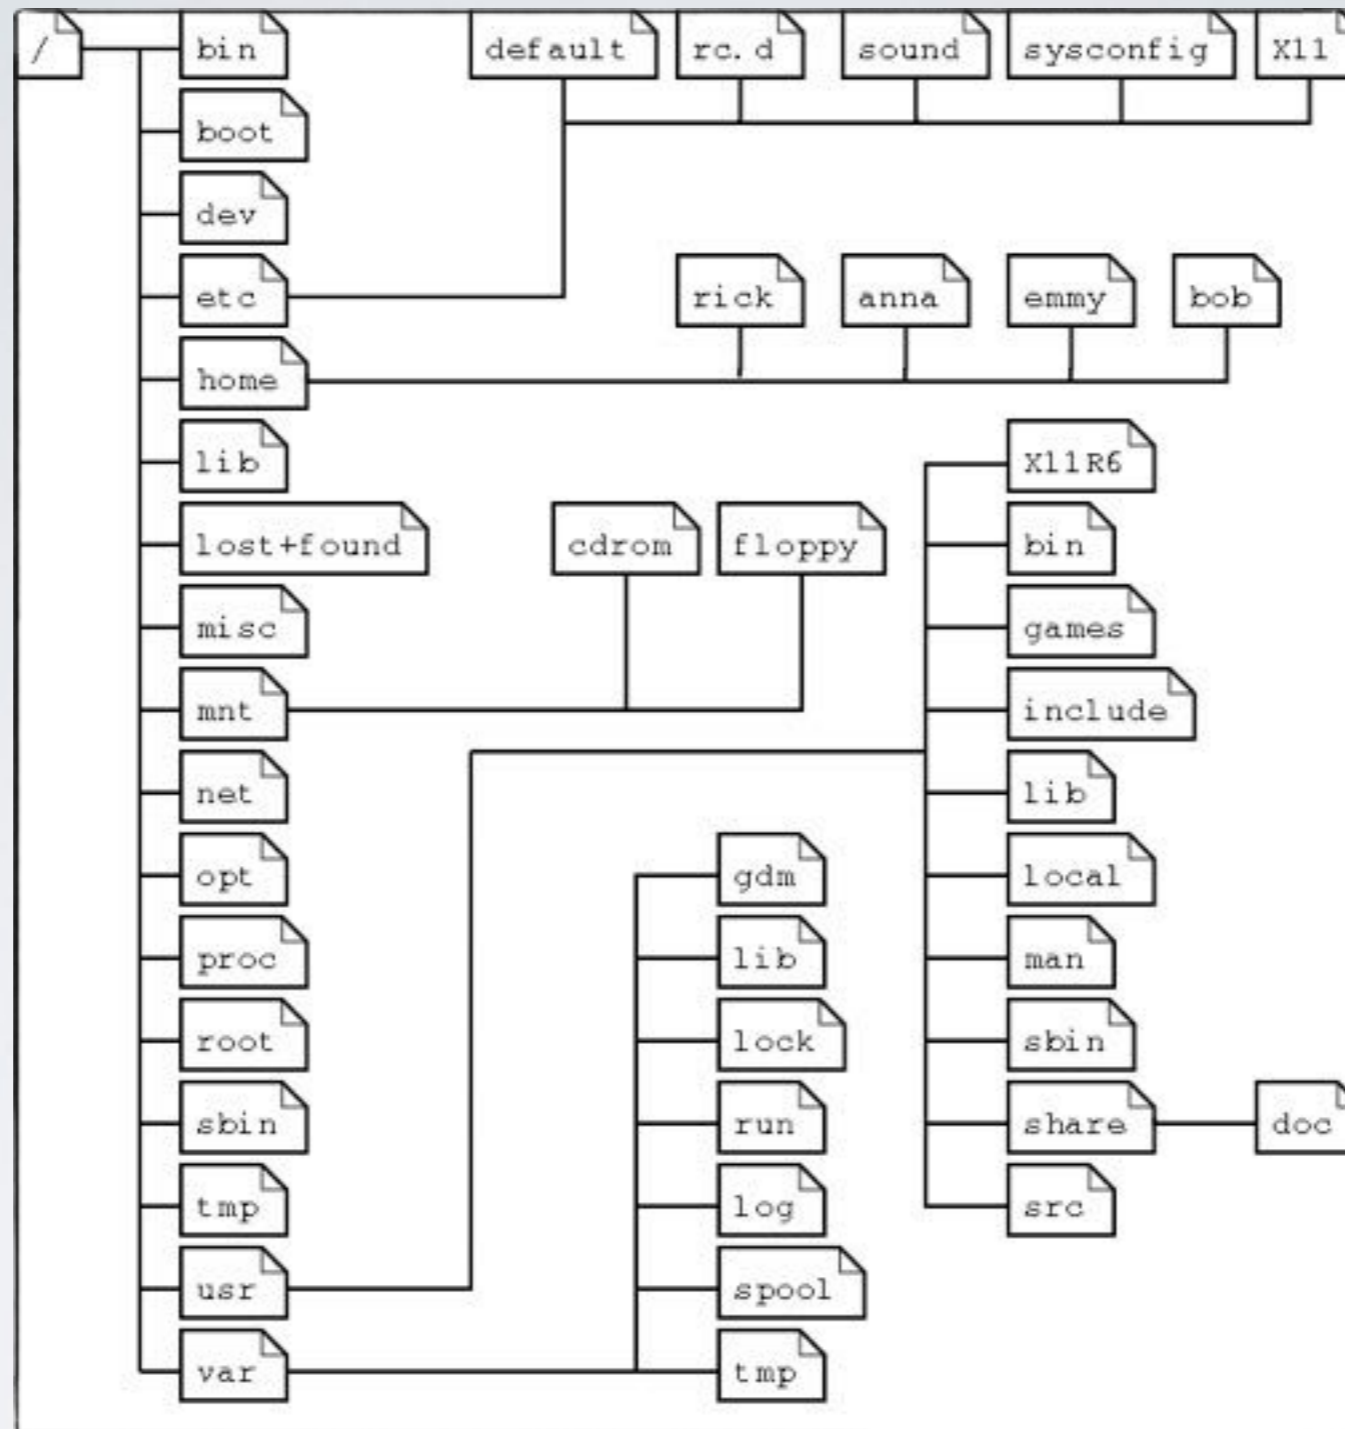 / bin default rc.d sound sysconfig X11
boot
dev
etc rick anna emmy bob
home
lib X11R6
lost+found cdrom floppy bin
misc games
mnt include
net lib
opt gdm local
proc lib man
root lock sbin
sbin run share doc
tmp log src
usr spool
var tmp